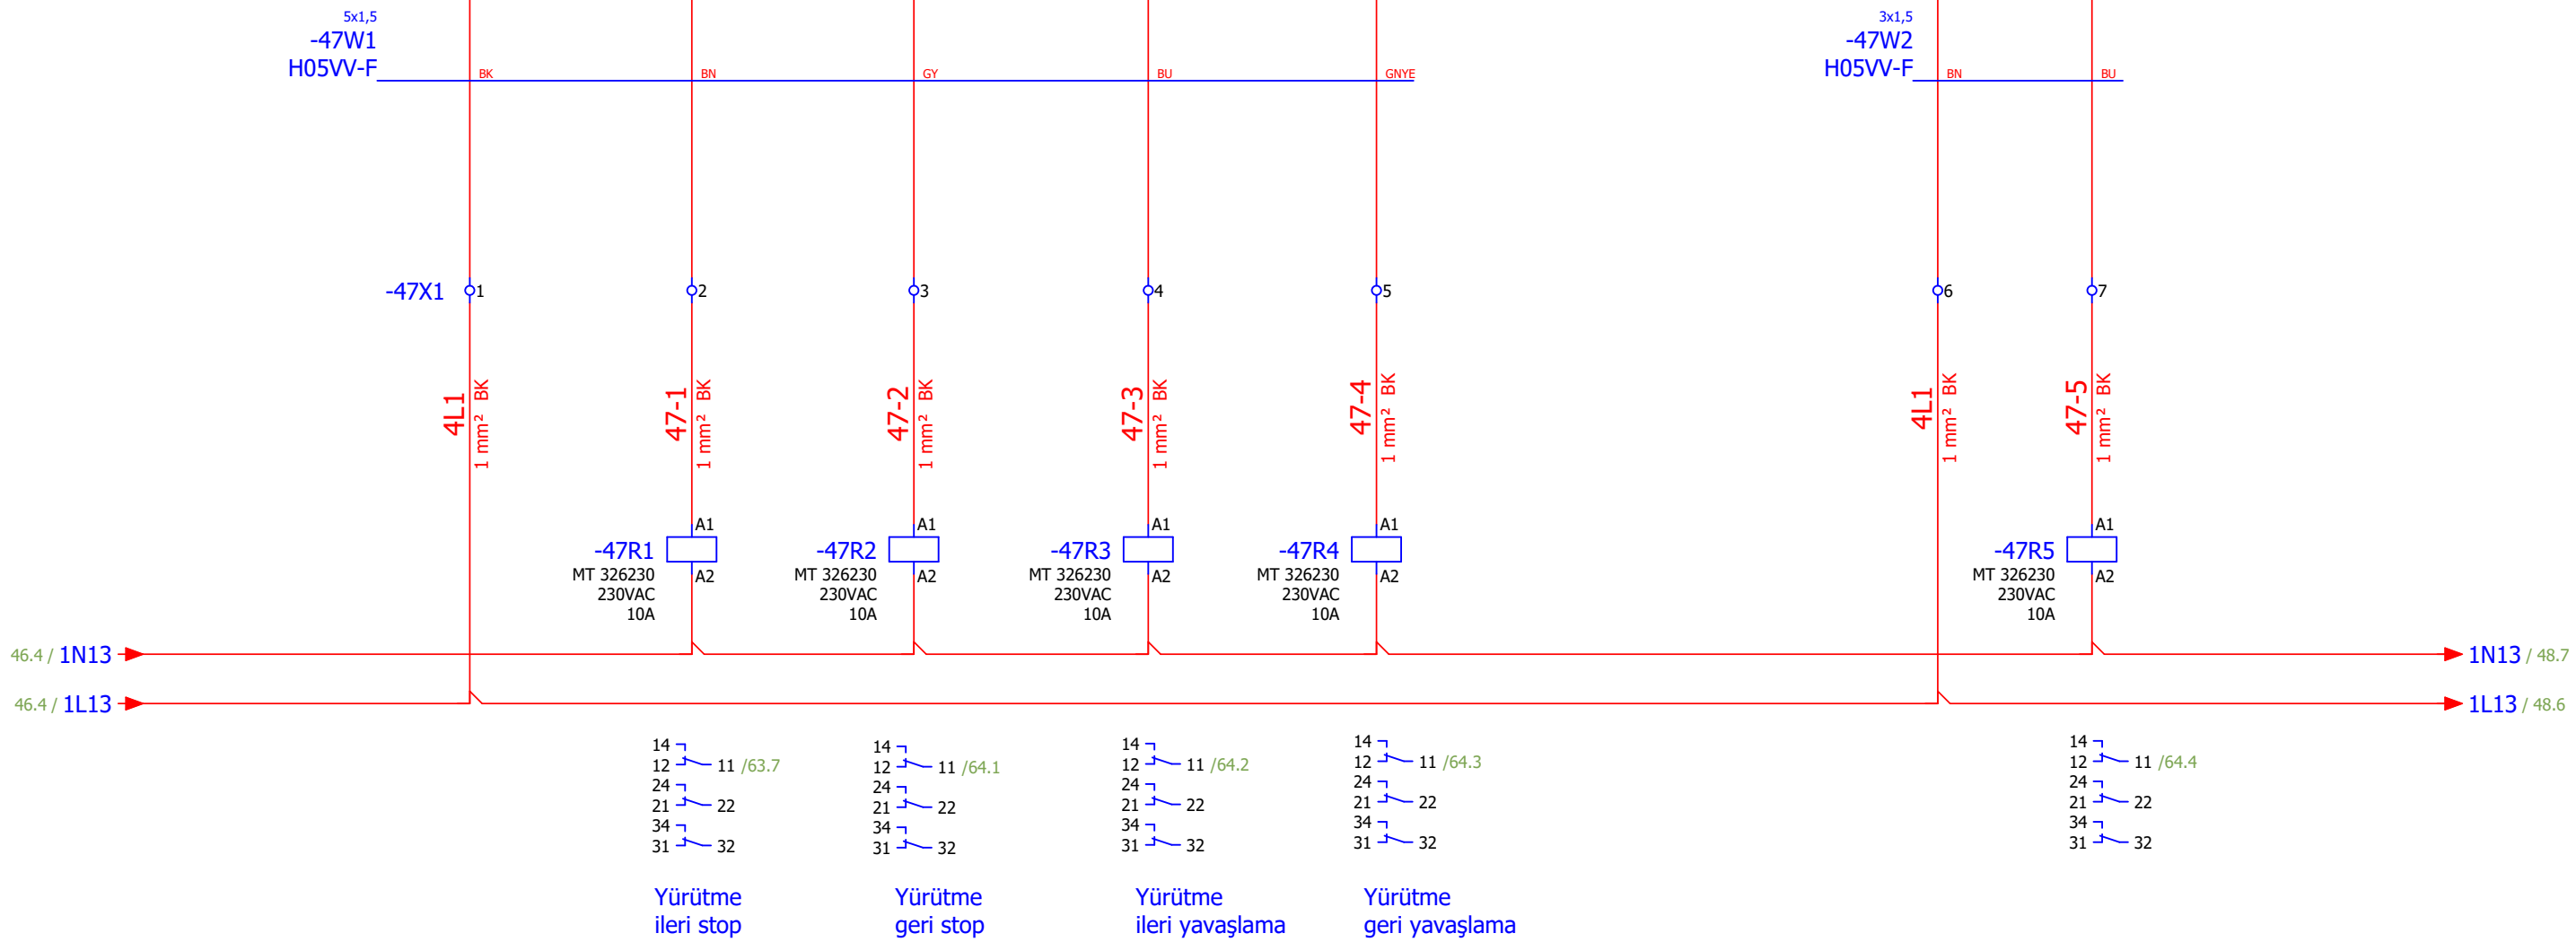 5x1,5
-47W1
H05VV-F
BK
BN
GY
BU
GNYE
3x1,5
-47W2
H05VV-F
BN
BU
-47X1
1
2
3
4
5
6
7
4L1
1 mm² BK
47-1
1 mm² BK
47-2
1 mm² BK
47-3
1 mm² BK
47-4
1 mm² BK
4L1
1 mm² BK
47-5
1 mm² BK
-47R1
MT 326230
230VAC
10A
A1
A2
-47R2
MT 326230
230VAC
10A
A1
A2
-47R3
MT 326230
230VAC
10A
A1
A2
-47R4
MT 326230
230VAC
10A
A1
A2
-47R5
MT 326230
230VAC
10A
A1
A2
46.4 / 1N13
1N13 / 48.7
46.4 / 1L13
1L13 / 48.6
14
12 11 /63.7
24
21 22
34
31 32
14
12 11 /64.1
24
21 22
34
31 32
14
12 11 /64.2
24
21 22
34
31 32
14
12 11 /64.3
24
21 22
34
31 32
14
12 11 /64.4
24
21 22
34
31 32
Yürütme
ileri stop
Yürütme
geri stop
Yürütme
ileri yavaşlama
Yürütme
geri yavaşlama